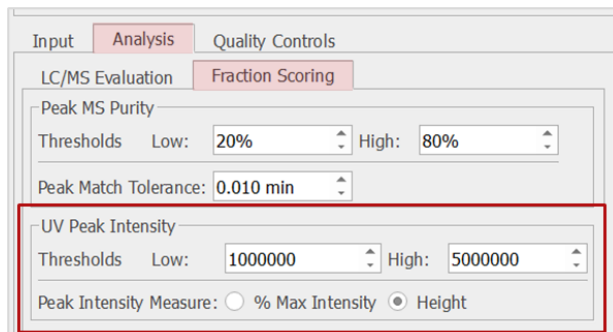 Input Analysis Quality Controls
LC/MS Evaluation Fraction Scoring
Peak MS Purity
Thresholds Low: 20% High: 80%
Peak Match Tolerance: 0.010 min
UV Peak Intensity
Thresholds Low: 1000000 High: 5000000
Peak Intensity Measure: % Max Intensity Height